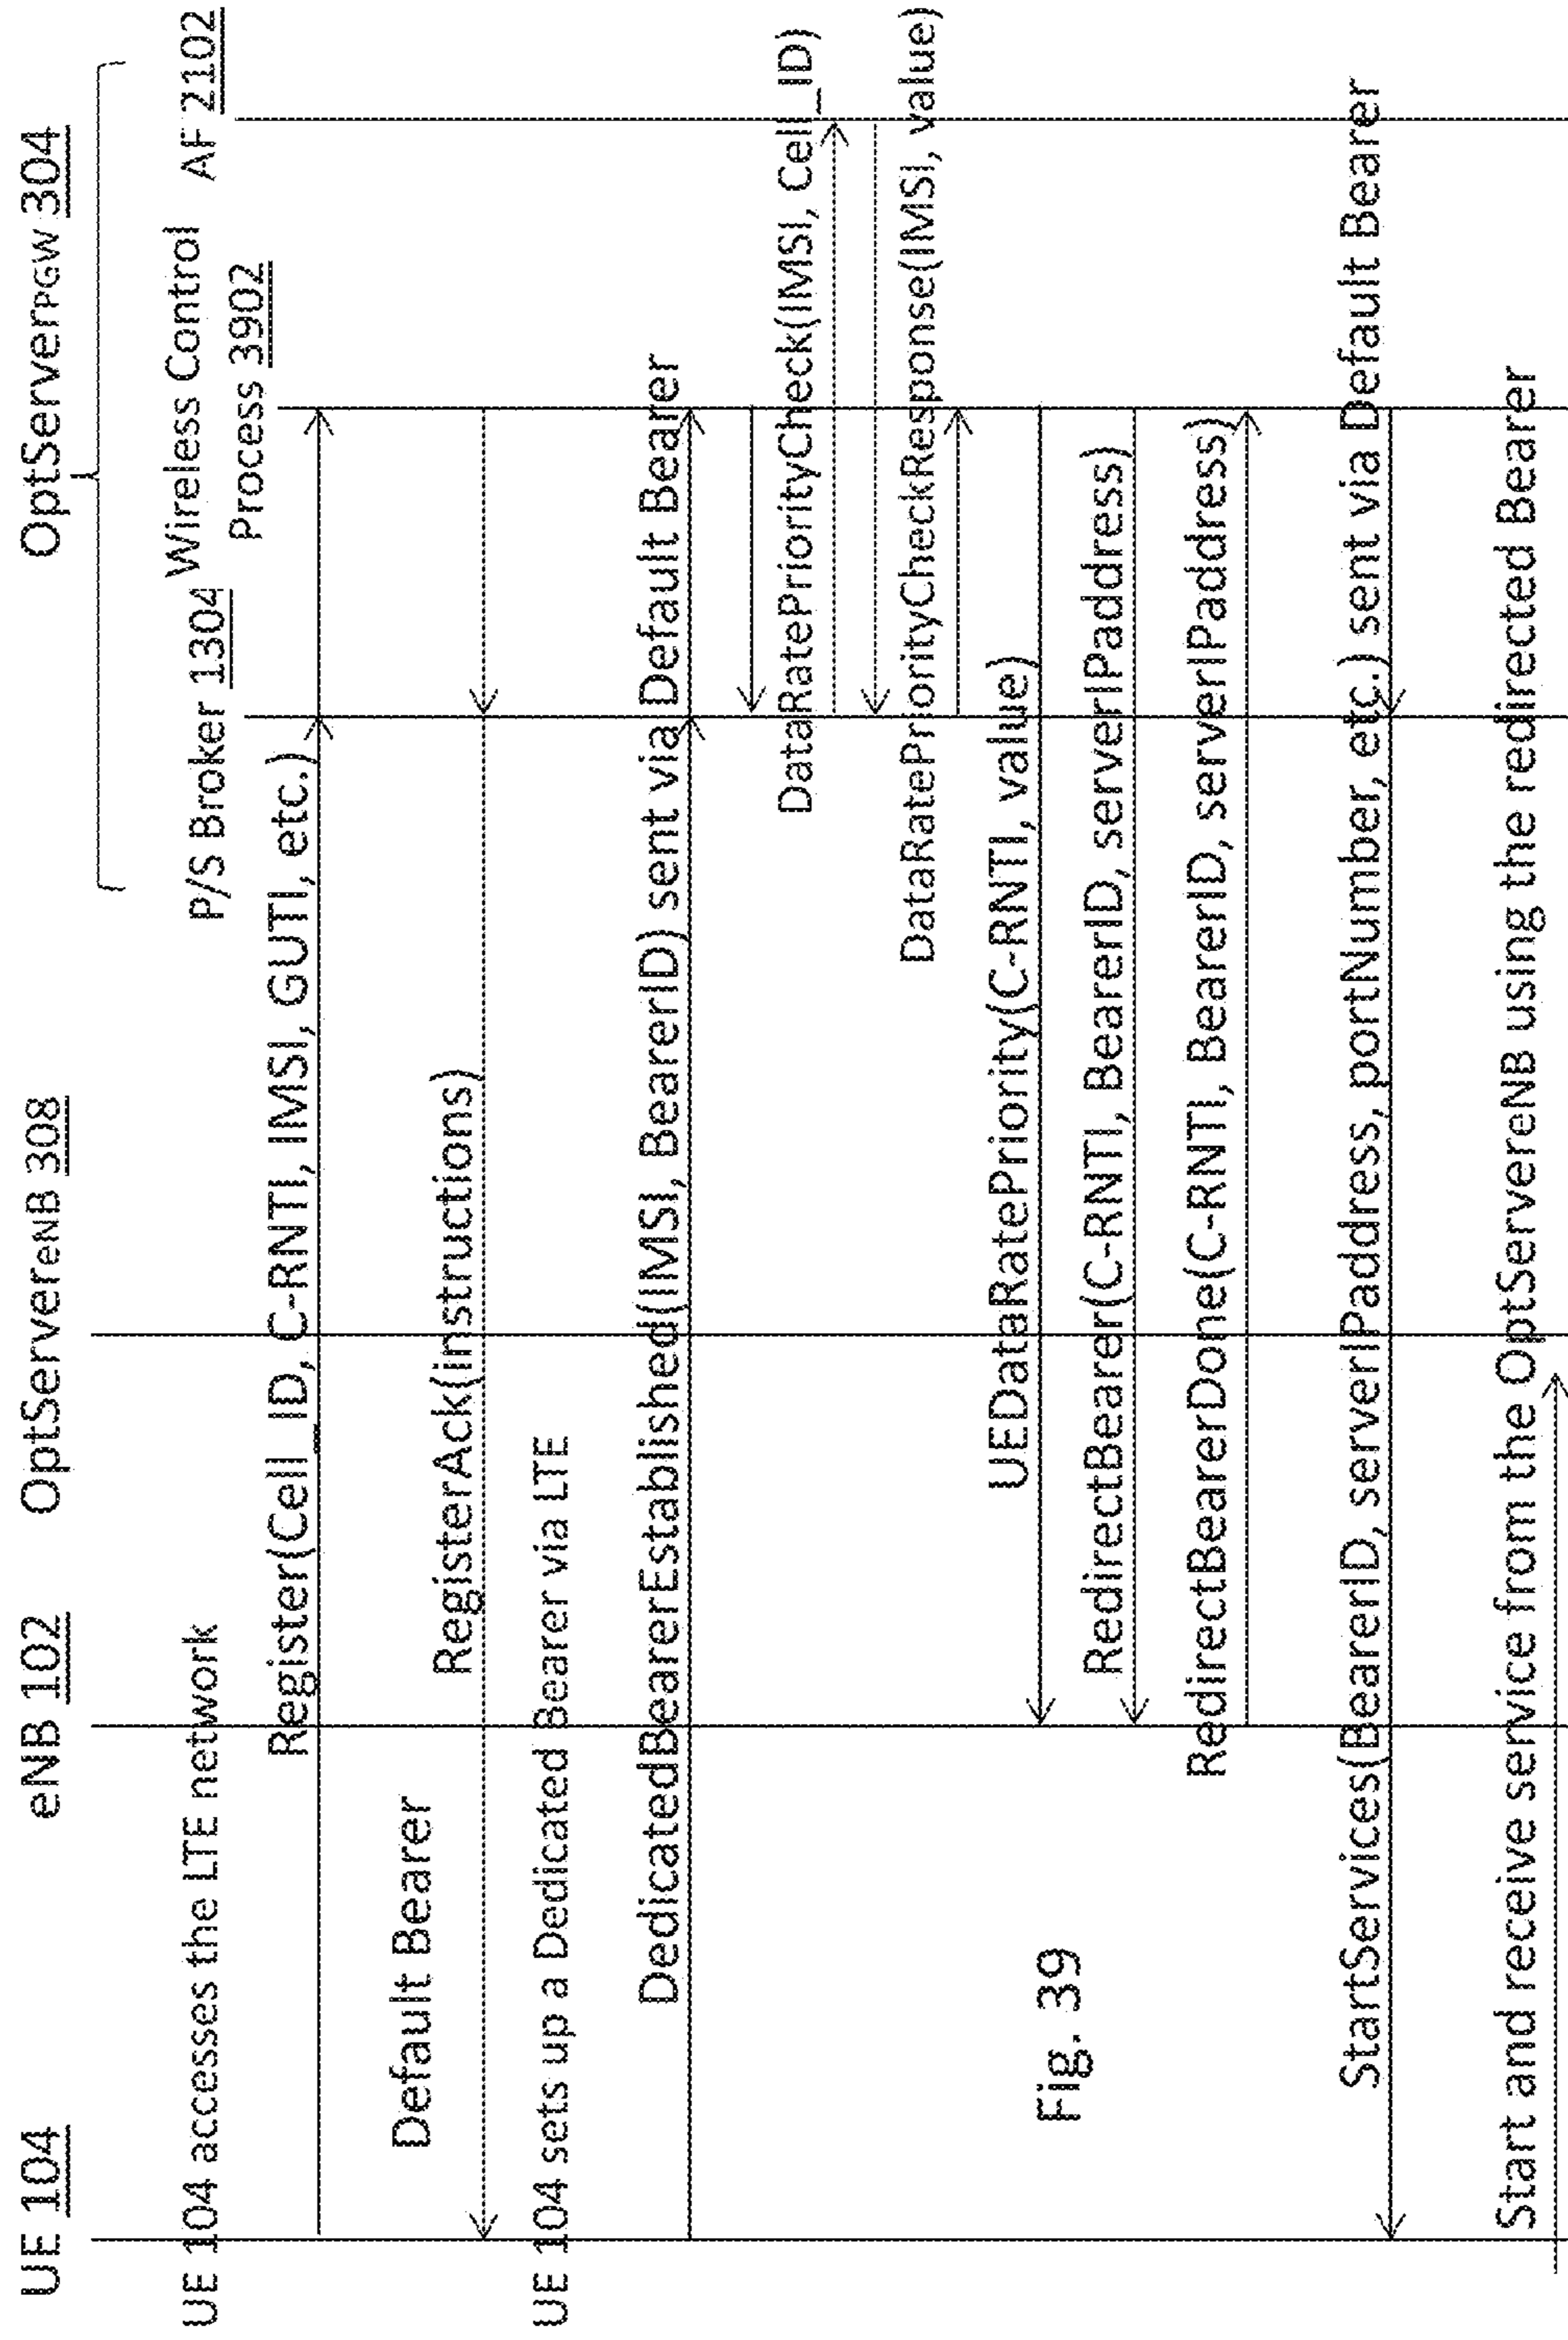 UE 104
eNB 102
OptServereNB 308
OptServerPGW 304
P/S Broker 1304
Wireless Control
Process 3902
AF 2102
UE 104 accesses the LTE network
Register(Cell_ID, C-RNTI, IMSI, GUTI, etc.)
Default Bearer
RegisterAck(instructions)
UE 104 sets up a Dedicated Bearer via LTE
DedicatedBearerEstablished(IMSI, BearerID) sent via Default Bearer
DataRatePriorityCheck(IMSI, Cell_ID)
DataRatePriorityCheckResponse(IMSI, value)
UEDataRatePriority(C-RNTI, value)
RedirectBearer(C-RNTI, BearerID, serverIPaddress)
RedirectBearerDone(C-RNTI, BearerID, serverIPaddress)
StartServices(BearerID, serverIPaddress, portNumber, etc.) sent via Default Bearer
Start and receive service from the OptServereNB using the redirected Bearer
Fig. 39